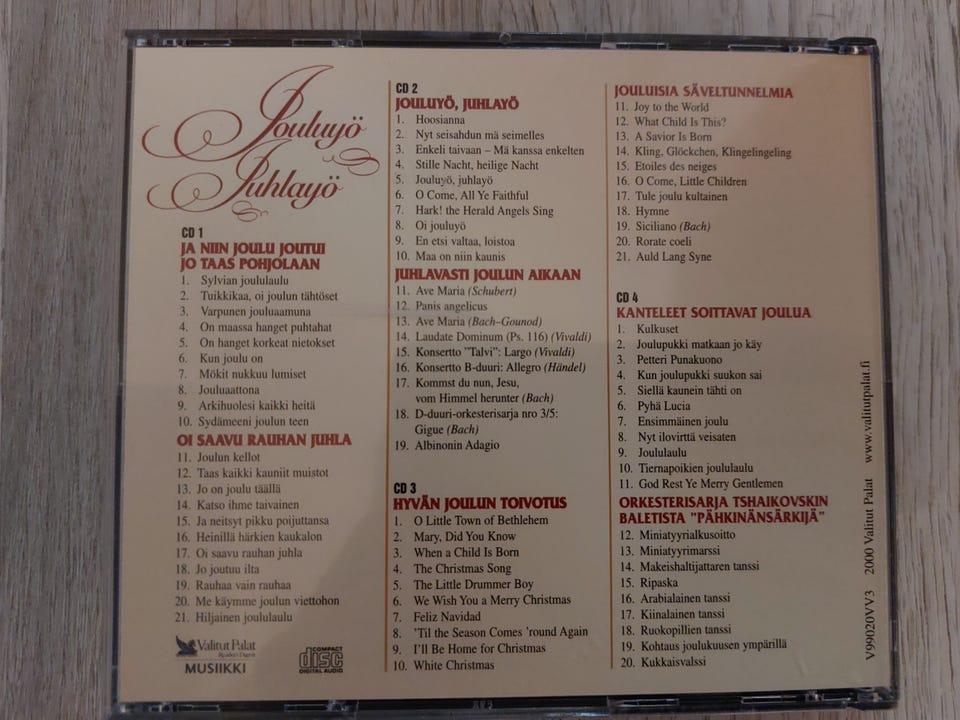 Jouluyö
Juhlayö
CD 1
JA NIIN JOULU JOUTUI
JO TAAS POHJOLAAN
1. Sylvian joululaulu
2. Tuikkikaa, oi joulun tähtöset
3. Varpunen jouluaamuna
4. On maassa hanget puhtahat
5. On hanget korkeat nietokset
6. Kun joulu on
7. Mökit nukkuu lumiset
8. Jouluaattona
9. Arkihuolesi kaikki heitä
10. Sydämeeni joulun teen
OI SAAVU RAUHAN JUHLA
11. Joulun kellot
12. Taas kaikki kauniit muistot
13. Jo on joulu täällä
14. Katso ihme taivainen
15. Ja neitsyt pikku poijuttansa
16. Heinillä härkien kaukalon
17. Oi saavu rauhan juhla
18. Jo joutuu ilta
19. Rauhaa vain rauhaa
20. Me käymme joulun viettohon
21. Hiljainen joululaulu
Valitut Palat
Reader's Digest
MUSIIKKI
COMPACT
disc
DIGITAL AUDIO
CD 2
JOULUYÖ, JUHLAYÖ
1. Hoosianna
2. Nyt seisahdun mä seimelles
3. Enkeli taivaan – Mä kanssa enkelten
4. Stille Nacht, heilige Nacht
5. Jouluyö, juhlayö
6. O Come, All Ye Faithful
7. Hark! the Herald Angels Sing
8. Oi jouluyö
9. En etsi valtaa, loistoa
10. Maa on niin kaunis
JUHLAVASTI JOULUN AIKAAN
11. Ave Maria (Schubert)
12. Panis angelicus
13. Ave Maria (Bach–Gounod)
14. Laudate Dominum (Ps. 116) (Vivaldi)
15. Konsertto "Talvi": Largo (Vivaldi)
16. Konsertto B-duuri: Allegro (Händel)
17. Kommst du nun, Jesu,
vom Himmel herunter (Bach)
18. D-duuri-orkesterisarja nro 3/5:
Gigue (Bach)
19. Albinonin Adagio
CD 3
HYVÄN JOULUN TOIVOTUS
1. O Little Town of Bethlehem
2. Mary, Did You Know
3. When a Child Is Born
4. The Christmas Song
5. The Little Drummer Boy
6. We Wish You a Merry Christmas
7. Feliz Navidad
8. 'Til the Season Comes 'round Again
9. I'll Be Home for Christmas
10. White Christmas
JOULUISIA SÄVELTUNNELMIA
11. Joy to the World
12. What Child Is This?
13. A Savior Is Born
14. Kling, Glöckchen, Klingelingeling
15. Etoiles des neiges
16. O Come, Little Children
17. Tule joulu kultainen
18. Hymne
19. Siciliano (Bach)
20. Rorate coeli
21. Auld Lang Syne
CD 4
KANTELEET SOITTAVAT JOULUA
1. Kulkuset
2. Joulupukki matkaan jo käy
3. Petteri Punakuono
4. Kun joulupukki suukon sai
5. Siellä kaunein tähti on
6. Pyhä Lucia
7. Ensimmäinen joulu
8. Nyt ilovirttä veisaten
9. Joululaulu
10. Tiernapoikien joululaulu
11. God Rest Ye Merry Gentlemen
ORKESTERISARJA TSHAIKOVSKIN
BALETISTA "PÄHKINÄNSÄRKIJÄ"
12. Miniatyyrialkusoitto
13. Miniatyyrimarssi
14. Makeishaltijattaren tanssi
15. Ripaska
16. Arabialainen tanssi
17. Kiinalainen tanssi
18. Ruokopillien tanssi
19. Kohtaus joulukuusen ympärillä
20. Kukkaisvalssi
V99020VV3 2000 Valitut Palat www.valitutpalat.fi